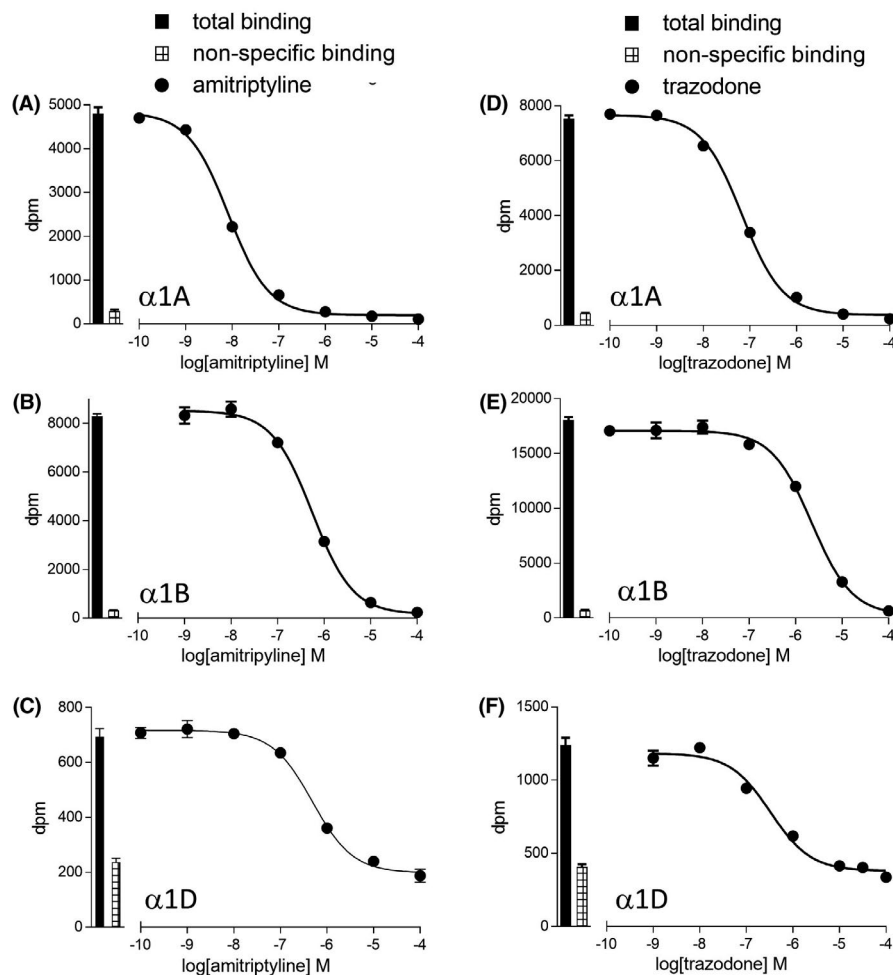 total binding
non-specific binding
amitriptyline
(A)
5000
4000
3000
2000
1000
0
dpm
α1A
-10 -9 -8 -7 -6 -5 -4
log[amitriptyline] M
(B)
8000
6000
4000
2000
0
dpm
α1B
-10 -9 -8 -7 -6 -5 -4
log[amitripyline] M
(C)
800
600
400
200
0
dpm
α1D
-10 -9 -8 -7 -6 -5 -4
log[amitriptyline] M
total binding
non-specific binding
trazodone
(D)
8000
6000
4000
2000
0
dpm
α1A
-10 -9 -8 -7 -6 -5 -4
log[trazodone] M
(E)
20000
15000
10000
5000
0
dpm
α1B
-10 -9 -8 -7 -6 -5 -4
log[trazodone] M
(F)
1500
1000
500
0
dpm
α1D
-10 -9 -8 -7 -6 -5 -4
log[trazodone] M